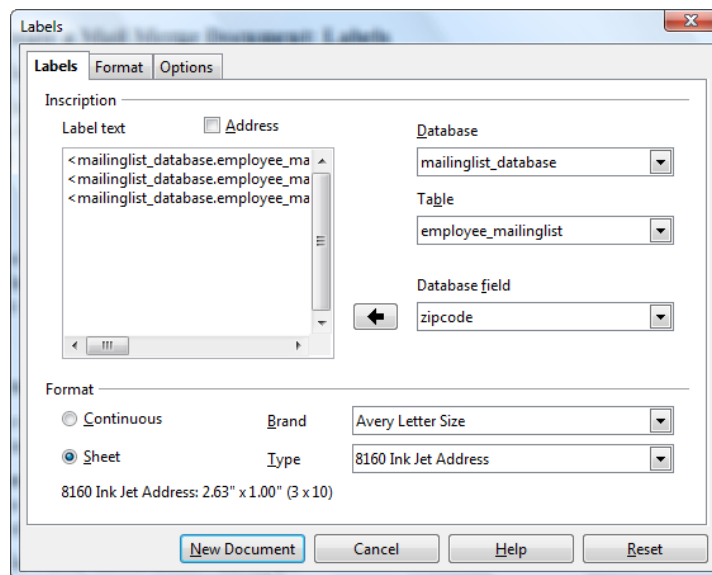 Labels
Labels Format Options
Inscription
Label text Address
<mailinglist_database.employee_ma
<mailinglist_database.employee_ma
<mailinglist_database.employee_ma
Database
mailinglist_database
Table
employee_mailinglist
Database field
zipcode
Format
Continuous Brand Avery Letter Size
Sheet Type 8160 Ink Jet Address
8160 Ink Jet Address: 2.63" x 1.00" (3 x 10)
New Document Cancel Help Reset